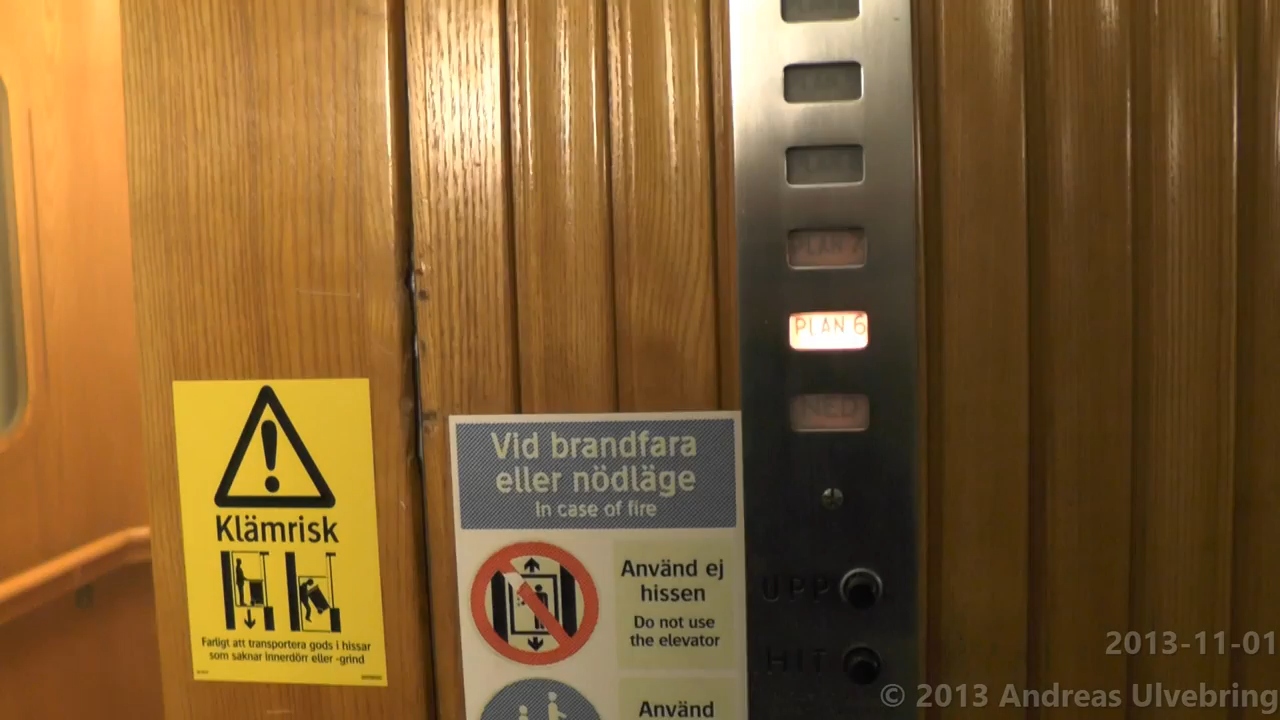 Klämrisk
Farligt att transportera gods i hissar
som saknar innerdörr eller -grind
Vid brandfara
eller nödläge
In case of fire
Använd ej
hissen
Do not use
the elevator
Använd
PLAN 7
PLAN 6
NED
UPP
HIT
2013-11-01
© 2013 Andreas Ulvebring